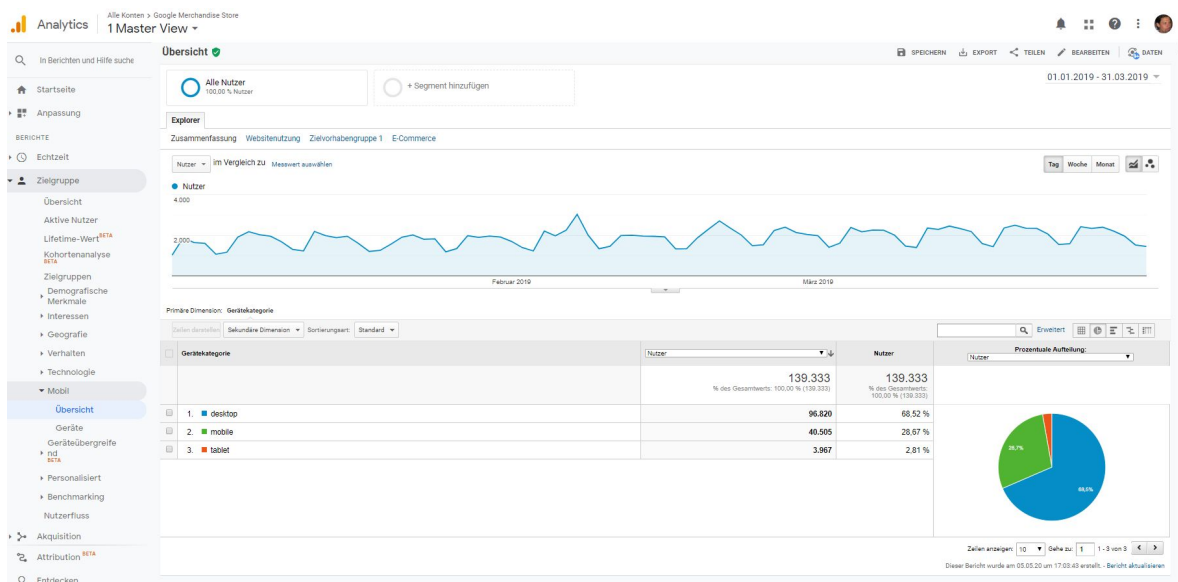 Alle Konten > Google Merchandise Store
Analytics
1 Master View
Übersicht
SPEICHERN EXPORT TEILEN BEARBEITEN DATEN
In Berichten und Hilfe suche
Startseite
Anpassung
BERICHTE
Echtzeit
Zielgruppe
Übersicht
Aktive Nutzer
Lifetime-Wert BETA
Kohortenanalyse
BETA
Zielgruppen
Demografische
Merkmale
Interessen
Geografie
Verhalten
Technologie
Mobil
Übersicht
Geräte
Geräteübergreife
nd
BETA
Personalisiert
Benchmarking
Nutzerfluss
Akquisition
Attribution BETA
Entdecken
Alle Nutzer
100,00 % Nutzer
+ Segment hinzufügen
01.01.2019 - 31.03.2019
Explorer
Zusammenfassung Websitenutzung Zielvorhabengruppe 1 E-Commerce
Nutzer im Vergleich zu Messwert auswählen
Tag Woche Monat
Nutzer
4.000
2.000
Februar 2019 März 2019
Primäre Dimension: Gerätekategorie
Zeilen darstellen Sekundäre Dimension Sortierungsart: Standard
Erweitert
Gerätekategorie Nutzer Nutzer
Prozentuale Aufteilung:
Nutzer
139.333 139.333
% des Gesamtwerts: 100,00 % (139.333)
% des Gesamtwerts:
100,00 % (139.333)
1. desktop 96.820 68,52 %
2. mobile 40.505 28,67 %
3. tablet 3.967 2,81 %
28,7%
68,5%
Zeilen anzeigen: 10 Gehe zu: 1 1 - 3 von 3
Dieser Bericht wurde am 05.05.20 um 17:03:43 erstellt. - Bericht aktualisieren